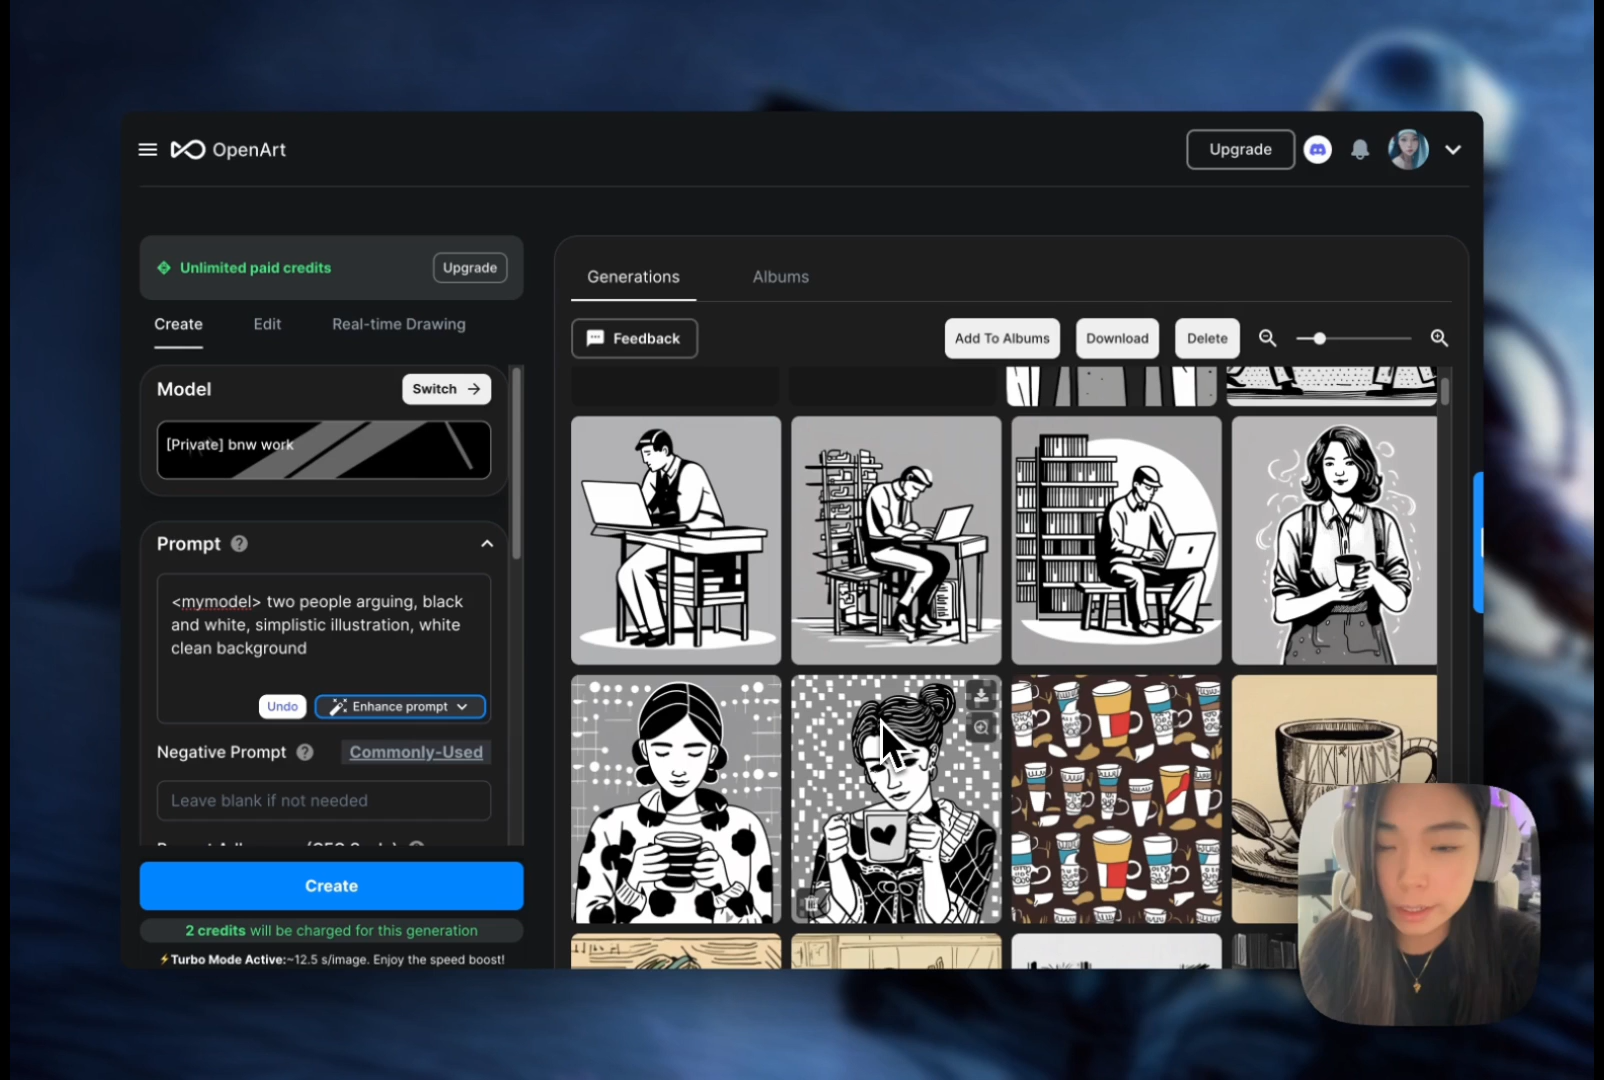 OpenArt
Upgrade
Unlimited paid credits
Upgrade
Create
Edit
Real-time Drawing
Model
Switch →
[Private] bnw work
Prompt ?
<mymodel> two people arguing, black
and white, simplistic illustration, white
clean background
Undo
Enhance prompt
Negative Prompt ?
Commonly-Used
Leave blank if not needed
Create
2 credits will be charged for this generation
⚡Turbo Mode Active:~12.5 s/image. Enjoy the speed boost!
Generations
Albums
Feedback
Add To Albums
Download
Delete